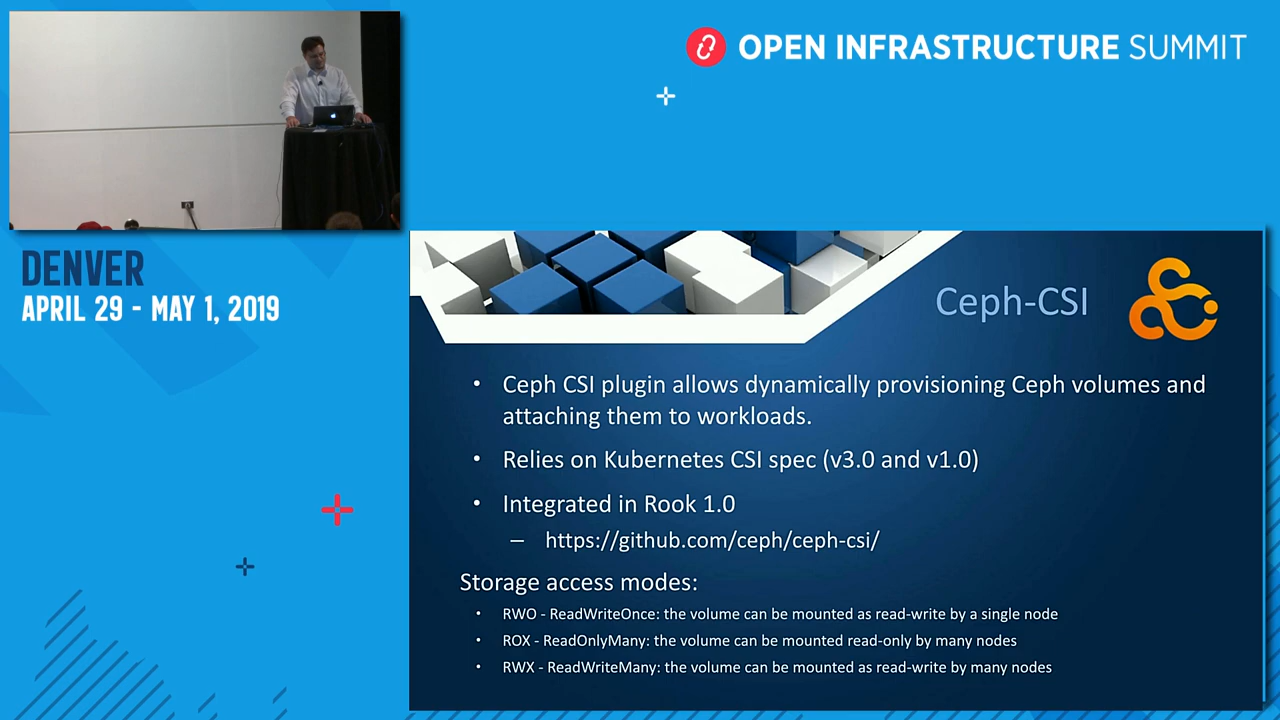 OPEN INFRASTRUCTURE SUMMIT
DENVER
APRIL 29 - MAY 1, 2019
Ceph-CSI
• Ceph CSI plugin allows dynamically provisioning Ceph volumes and
attaching them to workloads.
• Relies on Kubernetes CSI spec (v3.0 and v1.0)
• Integrated in Rook 1.0
– https://github.com/ceph/ceph-csi/
Storage access modes:
• RWO - ReadWriteOnce: the volume can be mounted as read-write by a single node
• ROX - ReadOnlyMany: the volume can be mounted read-only by many nodes
• RWX - ReadWriteMany: the volume can be mounted as read-write by many nodes